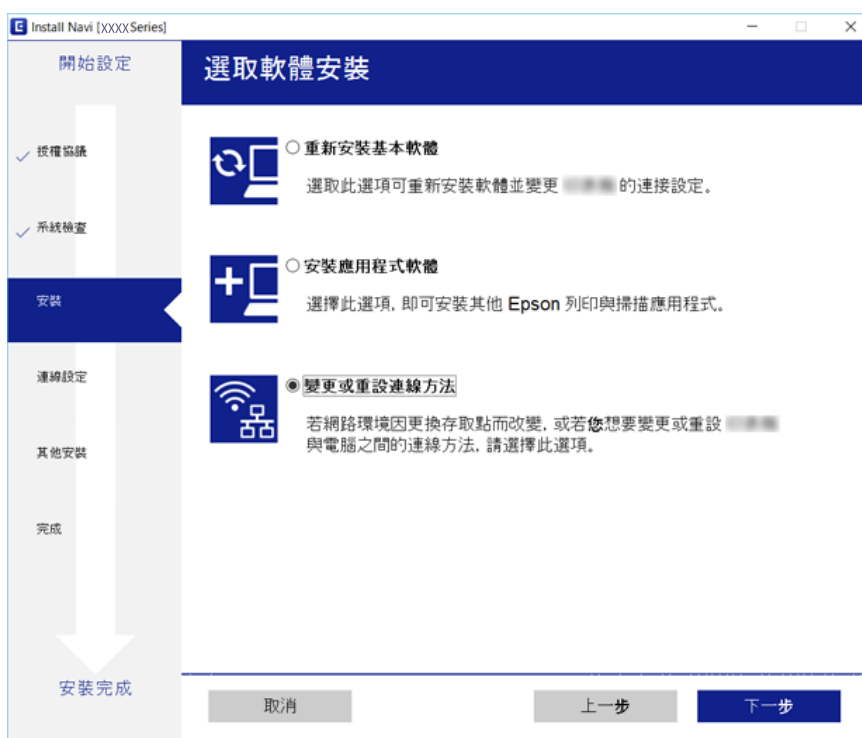 Install Navi [XXXX Series]
開始設定
授權協議
系統檢查
安裝
連線設定
其他安裝
完成
安裝完成
選取軟體安裝
重新安裝基本軟體
選取此選項可重新安裝軟體並變更 的連接設定。
安裝應用程式軟體
選擇此選項, 即可安裝其他 Epson 列印與掃描應用程式。
變更或重設連線方法
若網路環境因更換存取點而改變, 或若您想要變更或重設
與電腦之間的連線方法, 請選擇此選項。
取消
上一步
下一步